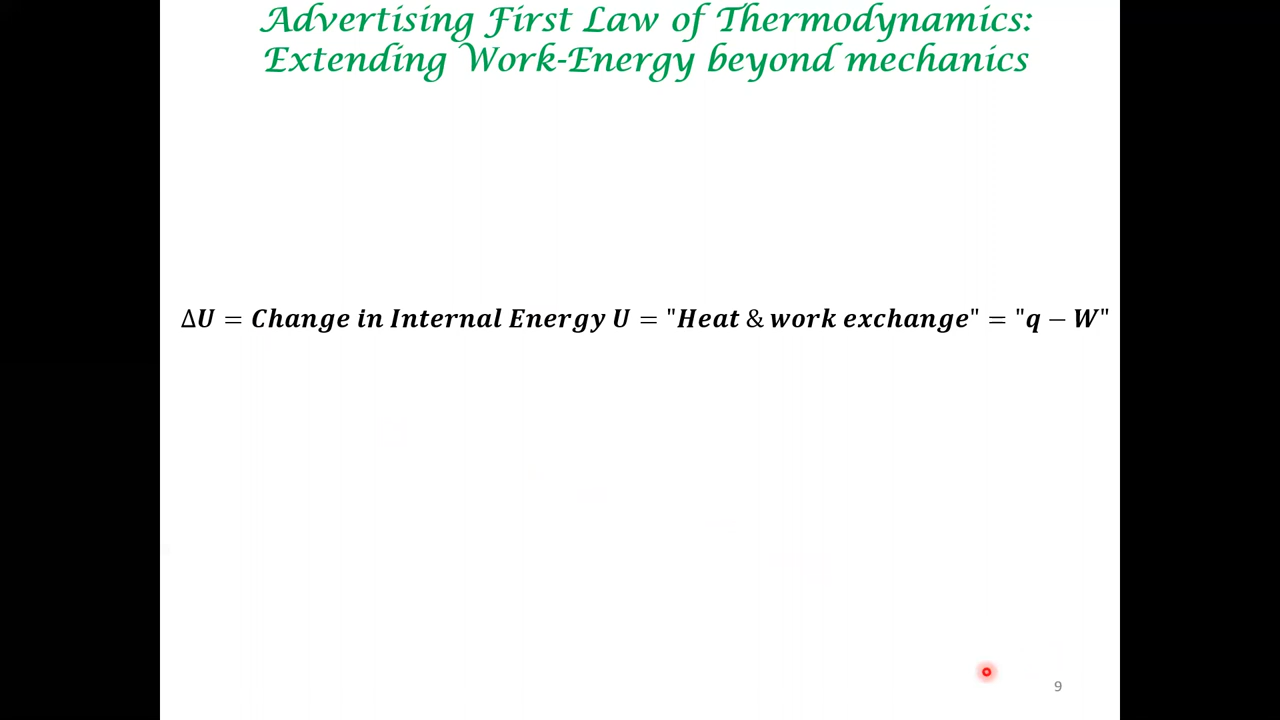 Advertising First Law of Thermodynamics:
Extending Work-Energy beyond mechanics
ΔU = Change in Internal Energy U = "Heat & work exchange" = "q − W"
9